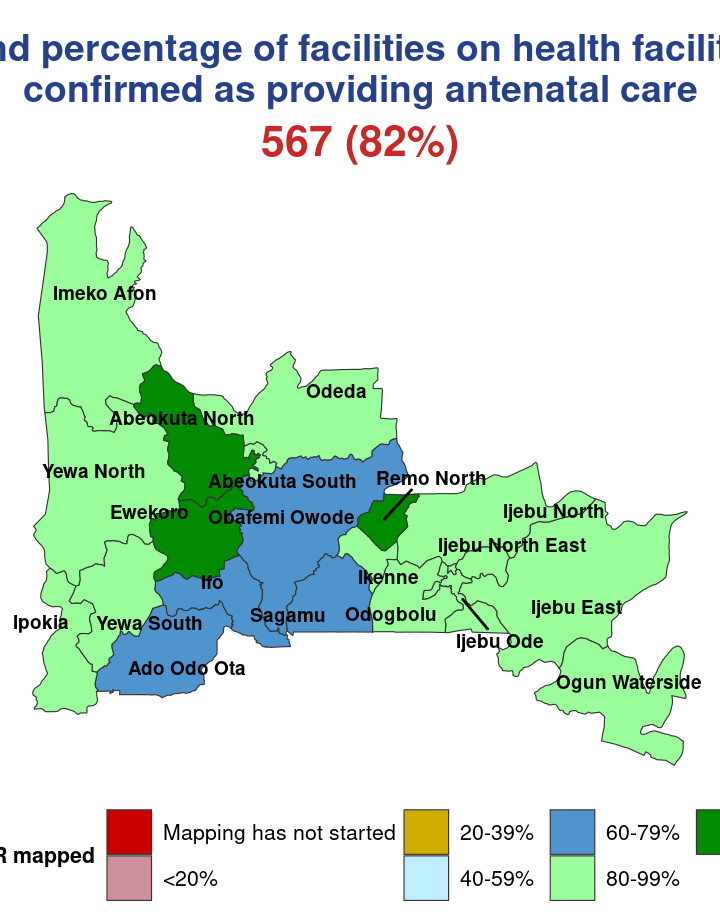 nd percentage of facilities on health facilit
confirmed as providing antenatal care
567 (82%)
Imeko Afon
Odeda
Abeokuta North
Yewa North
Abeokuta South
Remo North
Ewekoro
Obafemi Owode
Ijebu North
Ijebu North East
Ifo
Ikenne
Ipokia
Yewa South
Sagamu
Odogbolu
Ijebu East
Ijebu Ode
Ado Odo Ota
Ogun Waterside
R mapped
Mapping has not started
20-39%
60-79%
<20%
40-59%
80-99%